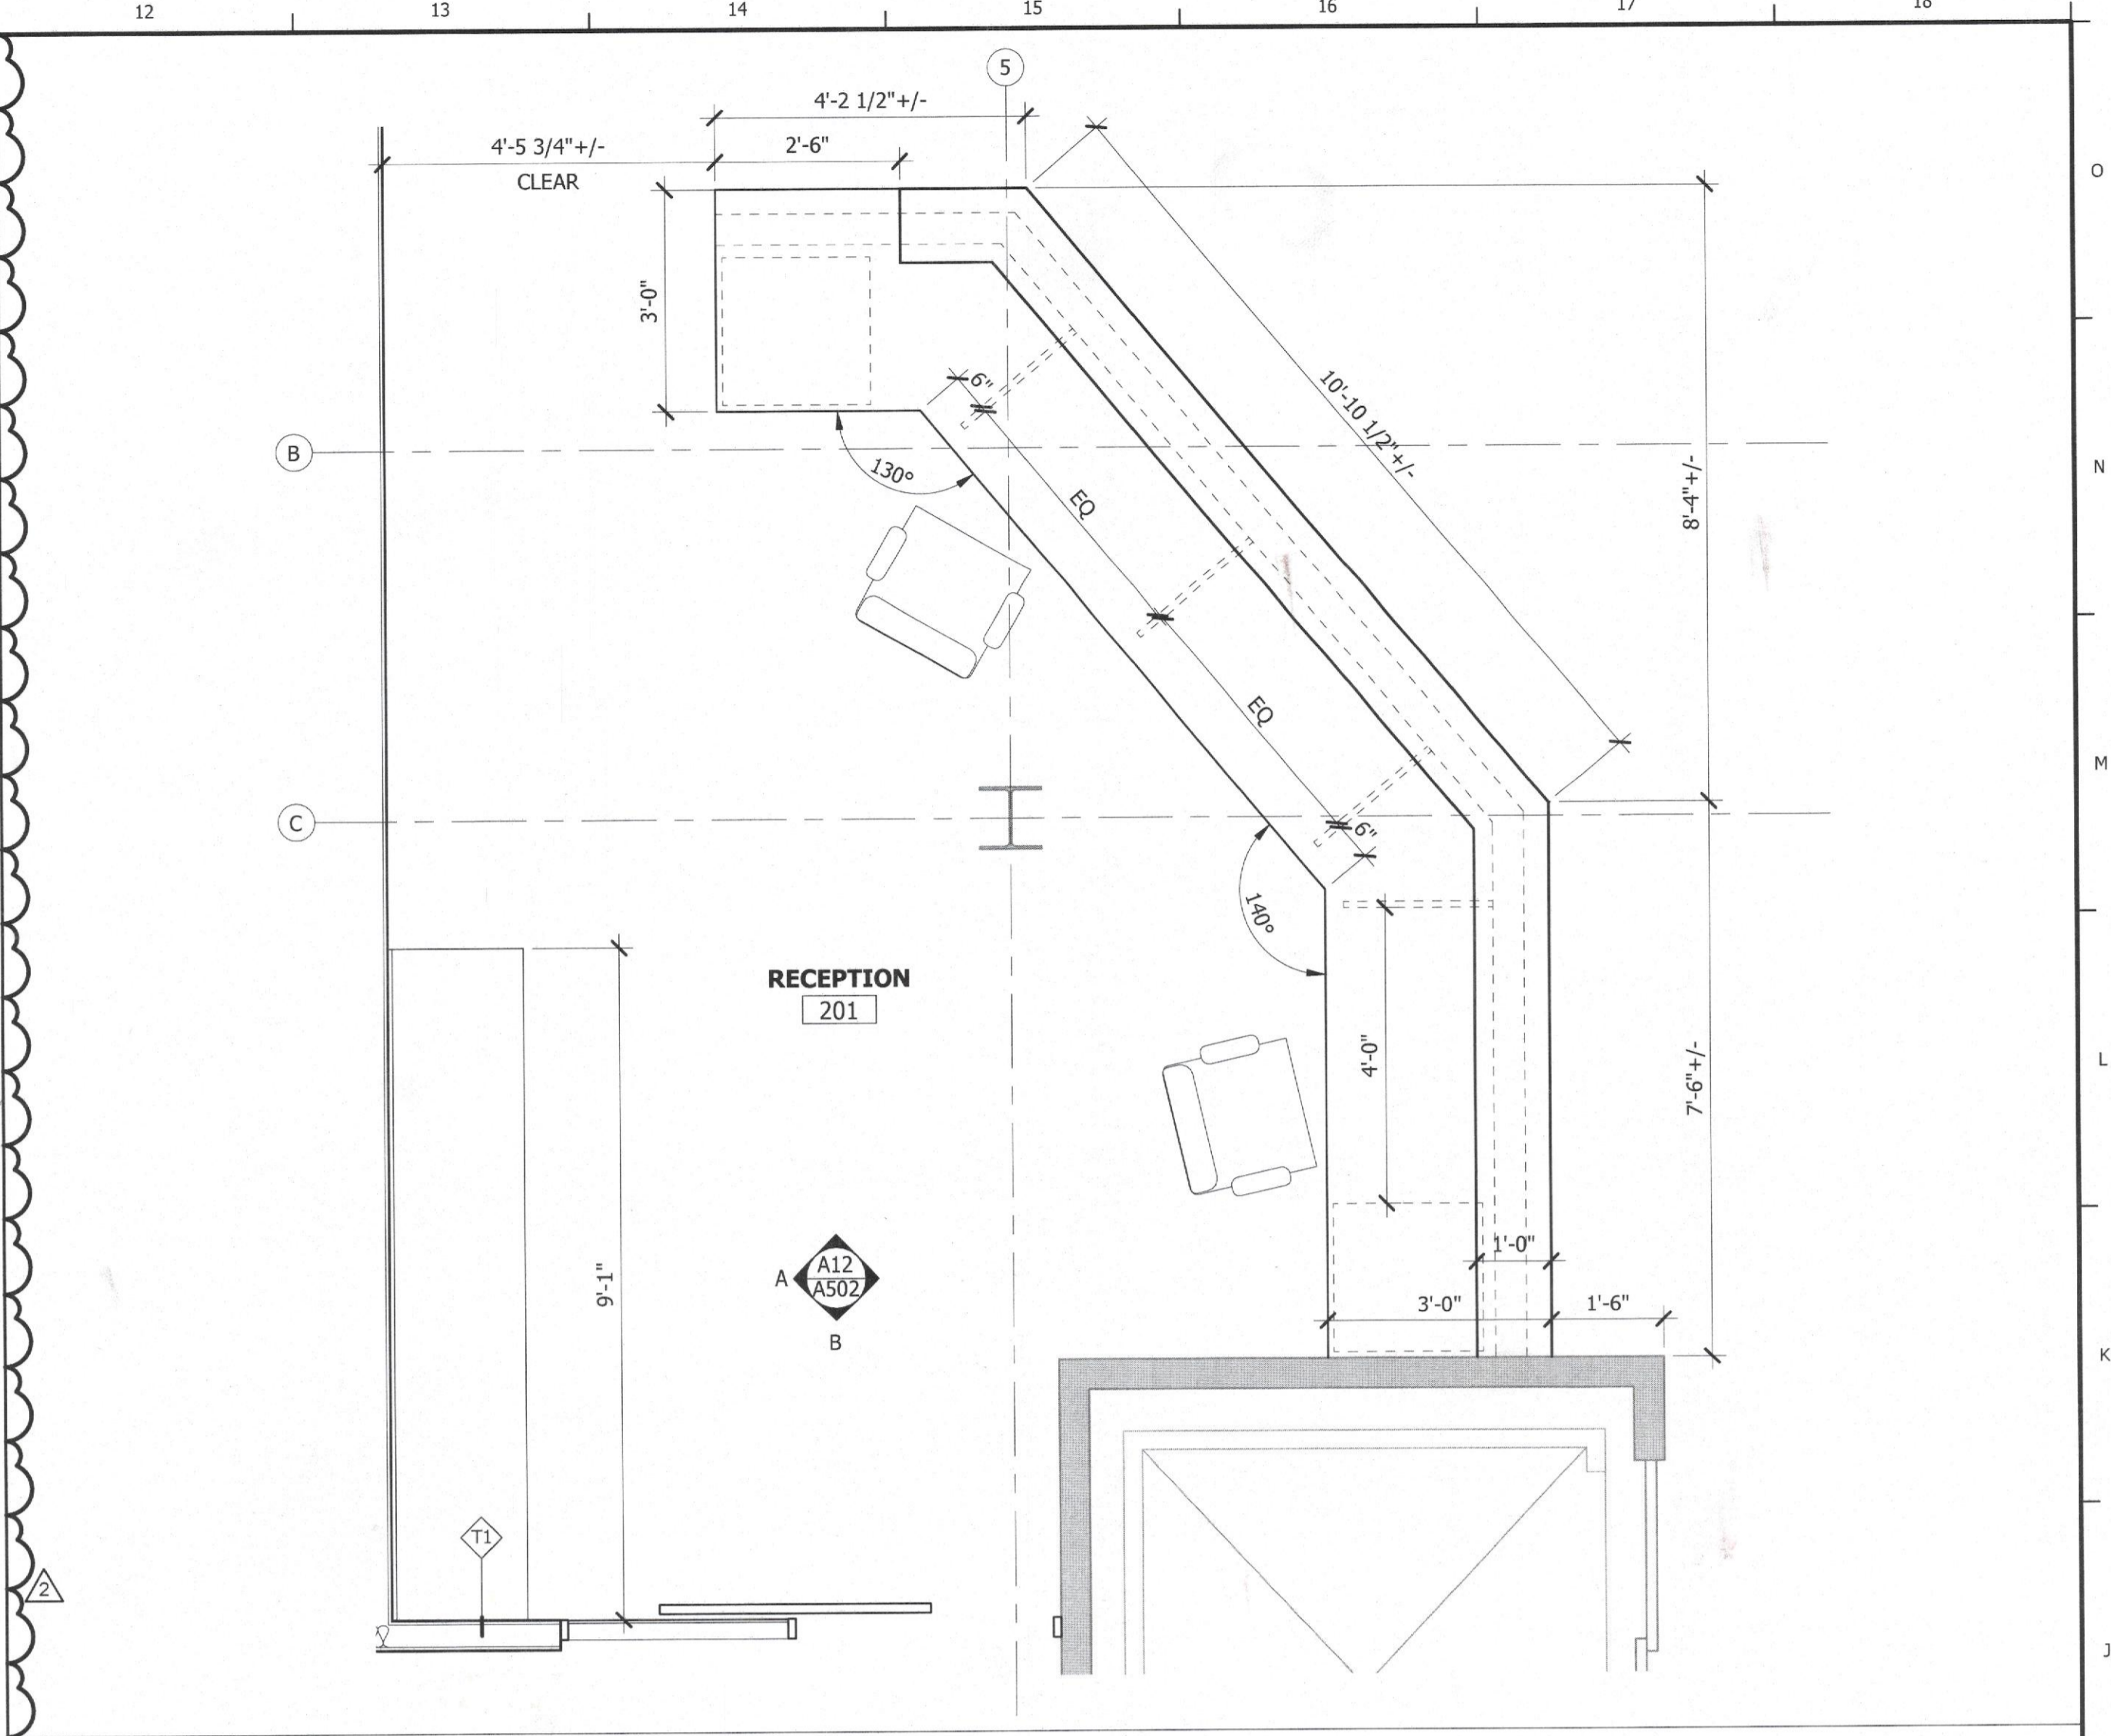 12 13 14 15 16 17 18
5
4'-2 1/2"+/-
4'-5 3/4"+/-
CLEAR
2'-6"
O
3'-0"
6"
10'-10 1/2"+/-
B
130°
EQ
8'-4"+/-
N
EQ
M
C
6"
140°
RECEPTION
201
4'-0"
7'-6"+/-
L
9'-1"
A
A12
A502
B
1'-0"
3'-0"
1'-6"
K
T1
2
J